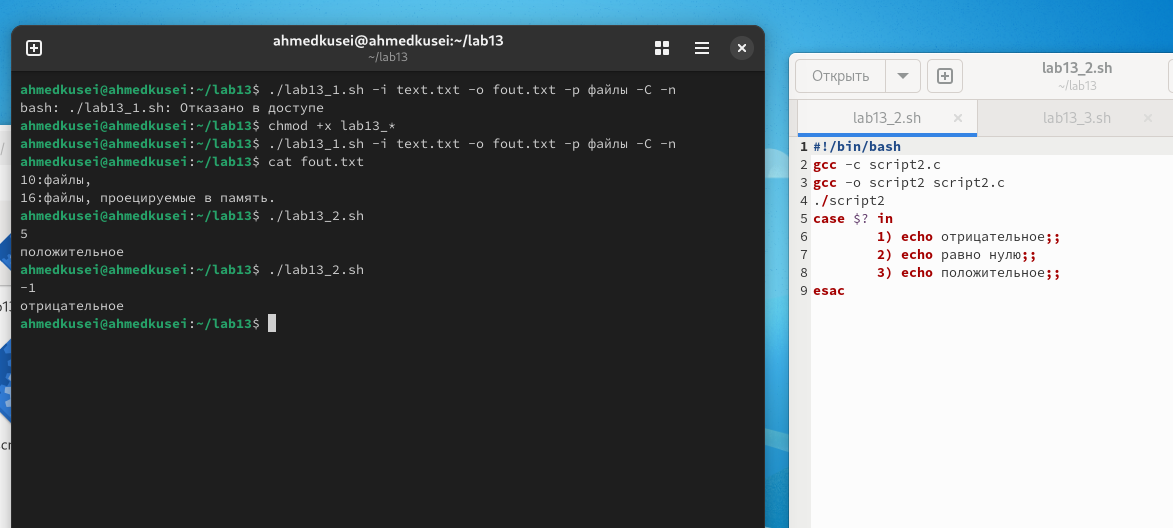 ahmedkusei@ahmedkusei:~/lab13
~/lab13
ahmedkusei@ahmedkusei:~/lab13$ ./lab13_1.sh -i text.txt -o fout.txt -p файлы -C -n
bash: ./lab13_1.sh: Отказано в доступе
ahmedkusei@ahmedkusei:~/lab13$ chmod +x lab13_*
ahmedkusei@ahmedkusei:~/lab13$ ./lab13_1.sh -i text.txt -o fout.txt -p файлы -C -n
ahmedkusei@ahmedkusei:~/lab13$ cat fout.txt
10:файлы,
16:файлы, проецируемые в память.
ahmedkusei@ahmedkusei:~/lab13$ ./lab13_2.sh
5
положительное
ahmedkusei@ahmedkusei:~/lab13$ ./lab13_2.sh
-1
отрицательное
ahmedkusei@ahmedkusei:~/lab13$
Открыть
lab13_2.sh
~/lab13
lab13_2.sh
lab13_3.sh
1 #!/bin/bash
2 gcc -c script2.c
3 gcc -o script2 script2.c
4 ./script2
5 case $? in
6 1) echo отрицательное;;
7 2) echo равно нулю;;
8 3) echo положительное;;
9 esac